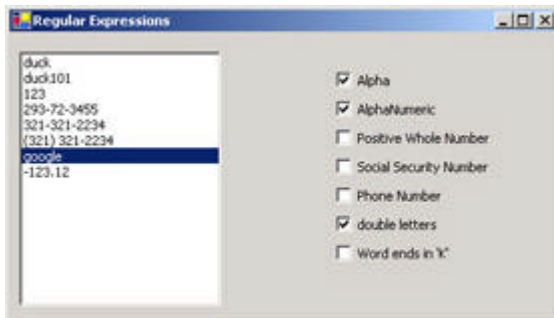 Regular Expressions
duck
duck101
123
293-72-3455
321-321-2234
(321) 321-2234
google
-123.12
Alpha
AlphaNumeric
Positive Whole Number
Social Security Number
Phone Number
double letters
Word ends in 'k'